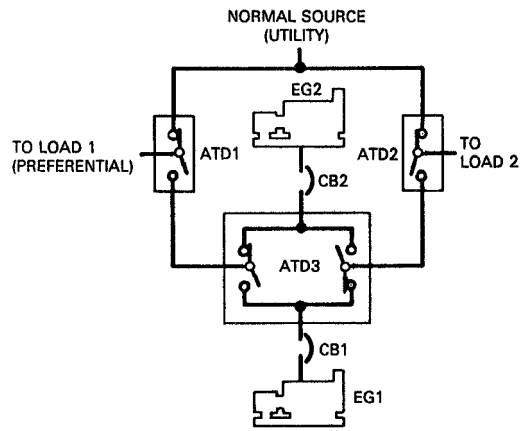 NORMAL SOURCE
(UTILITY)
EG2
TO LOAD 1
(PREFERENTIAL)
ATD1
ATD2
TO
LOAD 2
CB2
ATD3
CB1
EG1